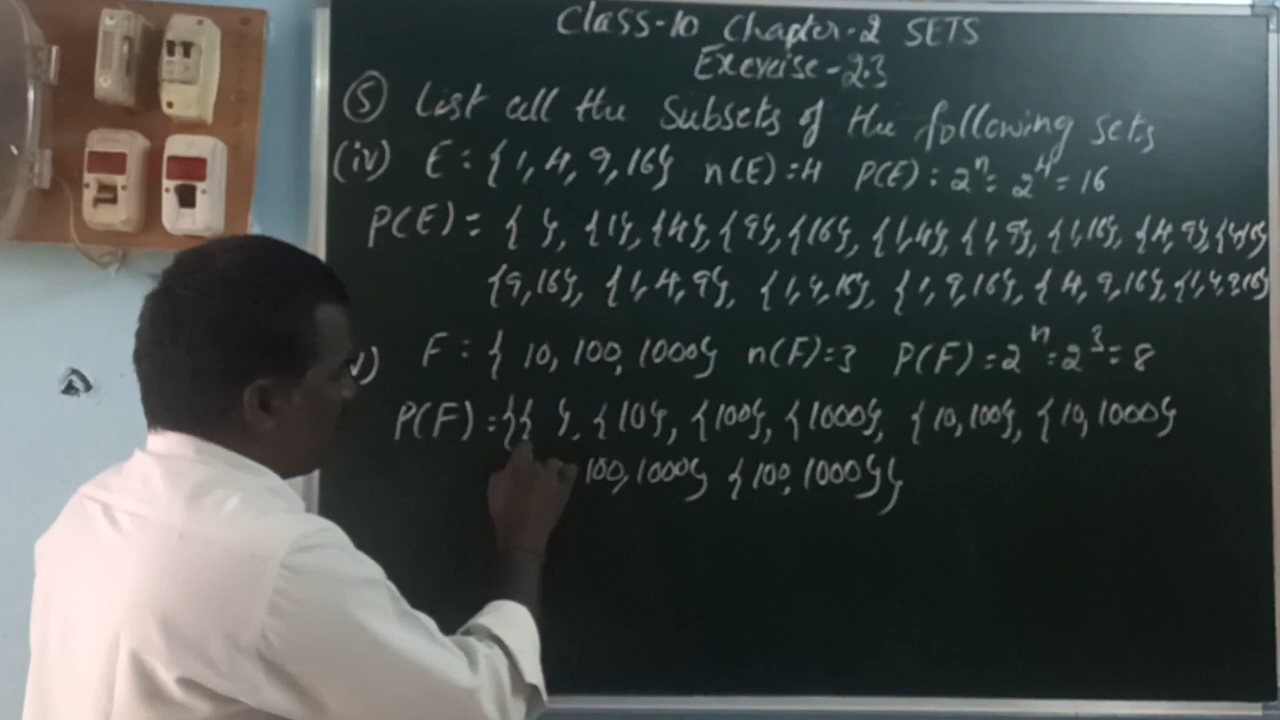 Class-10 Chapter-2 SETS
Exercise-2.3
⑤ List all the Subsets of the following sets
(iv) E = {1, 4, 9, 16} n(E) = 4 P(E) = 2ⁿ = 2⁴ = 16
P(E) = { }, {1}, {4}, {9}, {16}, {1,4}, {1,9}, {1,16}, {4,9}, {4,16}
{9,16}, {1,4,9}, {1,4,16}, {1,9,16}, {4,9,16}, {1,4,9,16}
) F = { 10, 100, 1000} n(F) = 3 P(F) = 2ⁿ = 2³ = 8
P(F) = {{ }, {10}, {100}, {1000}, {10,100}, {10,1000}
100,1000} {100,1000}}